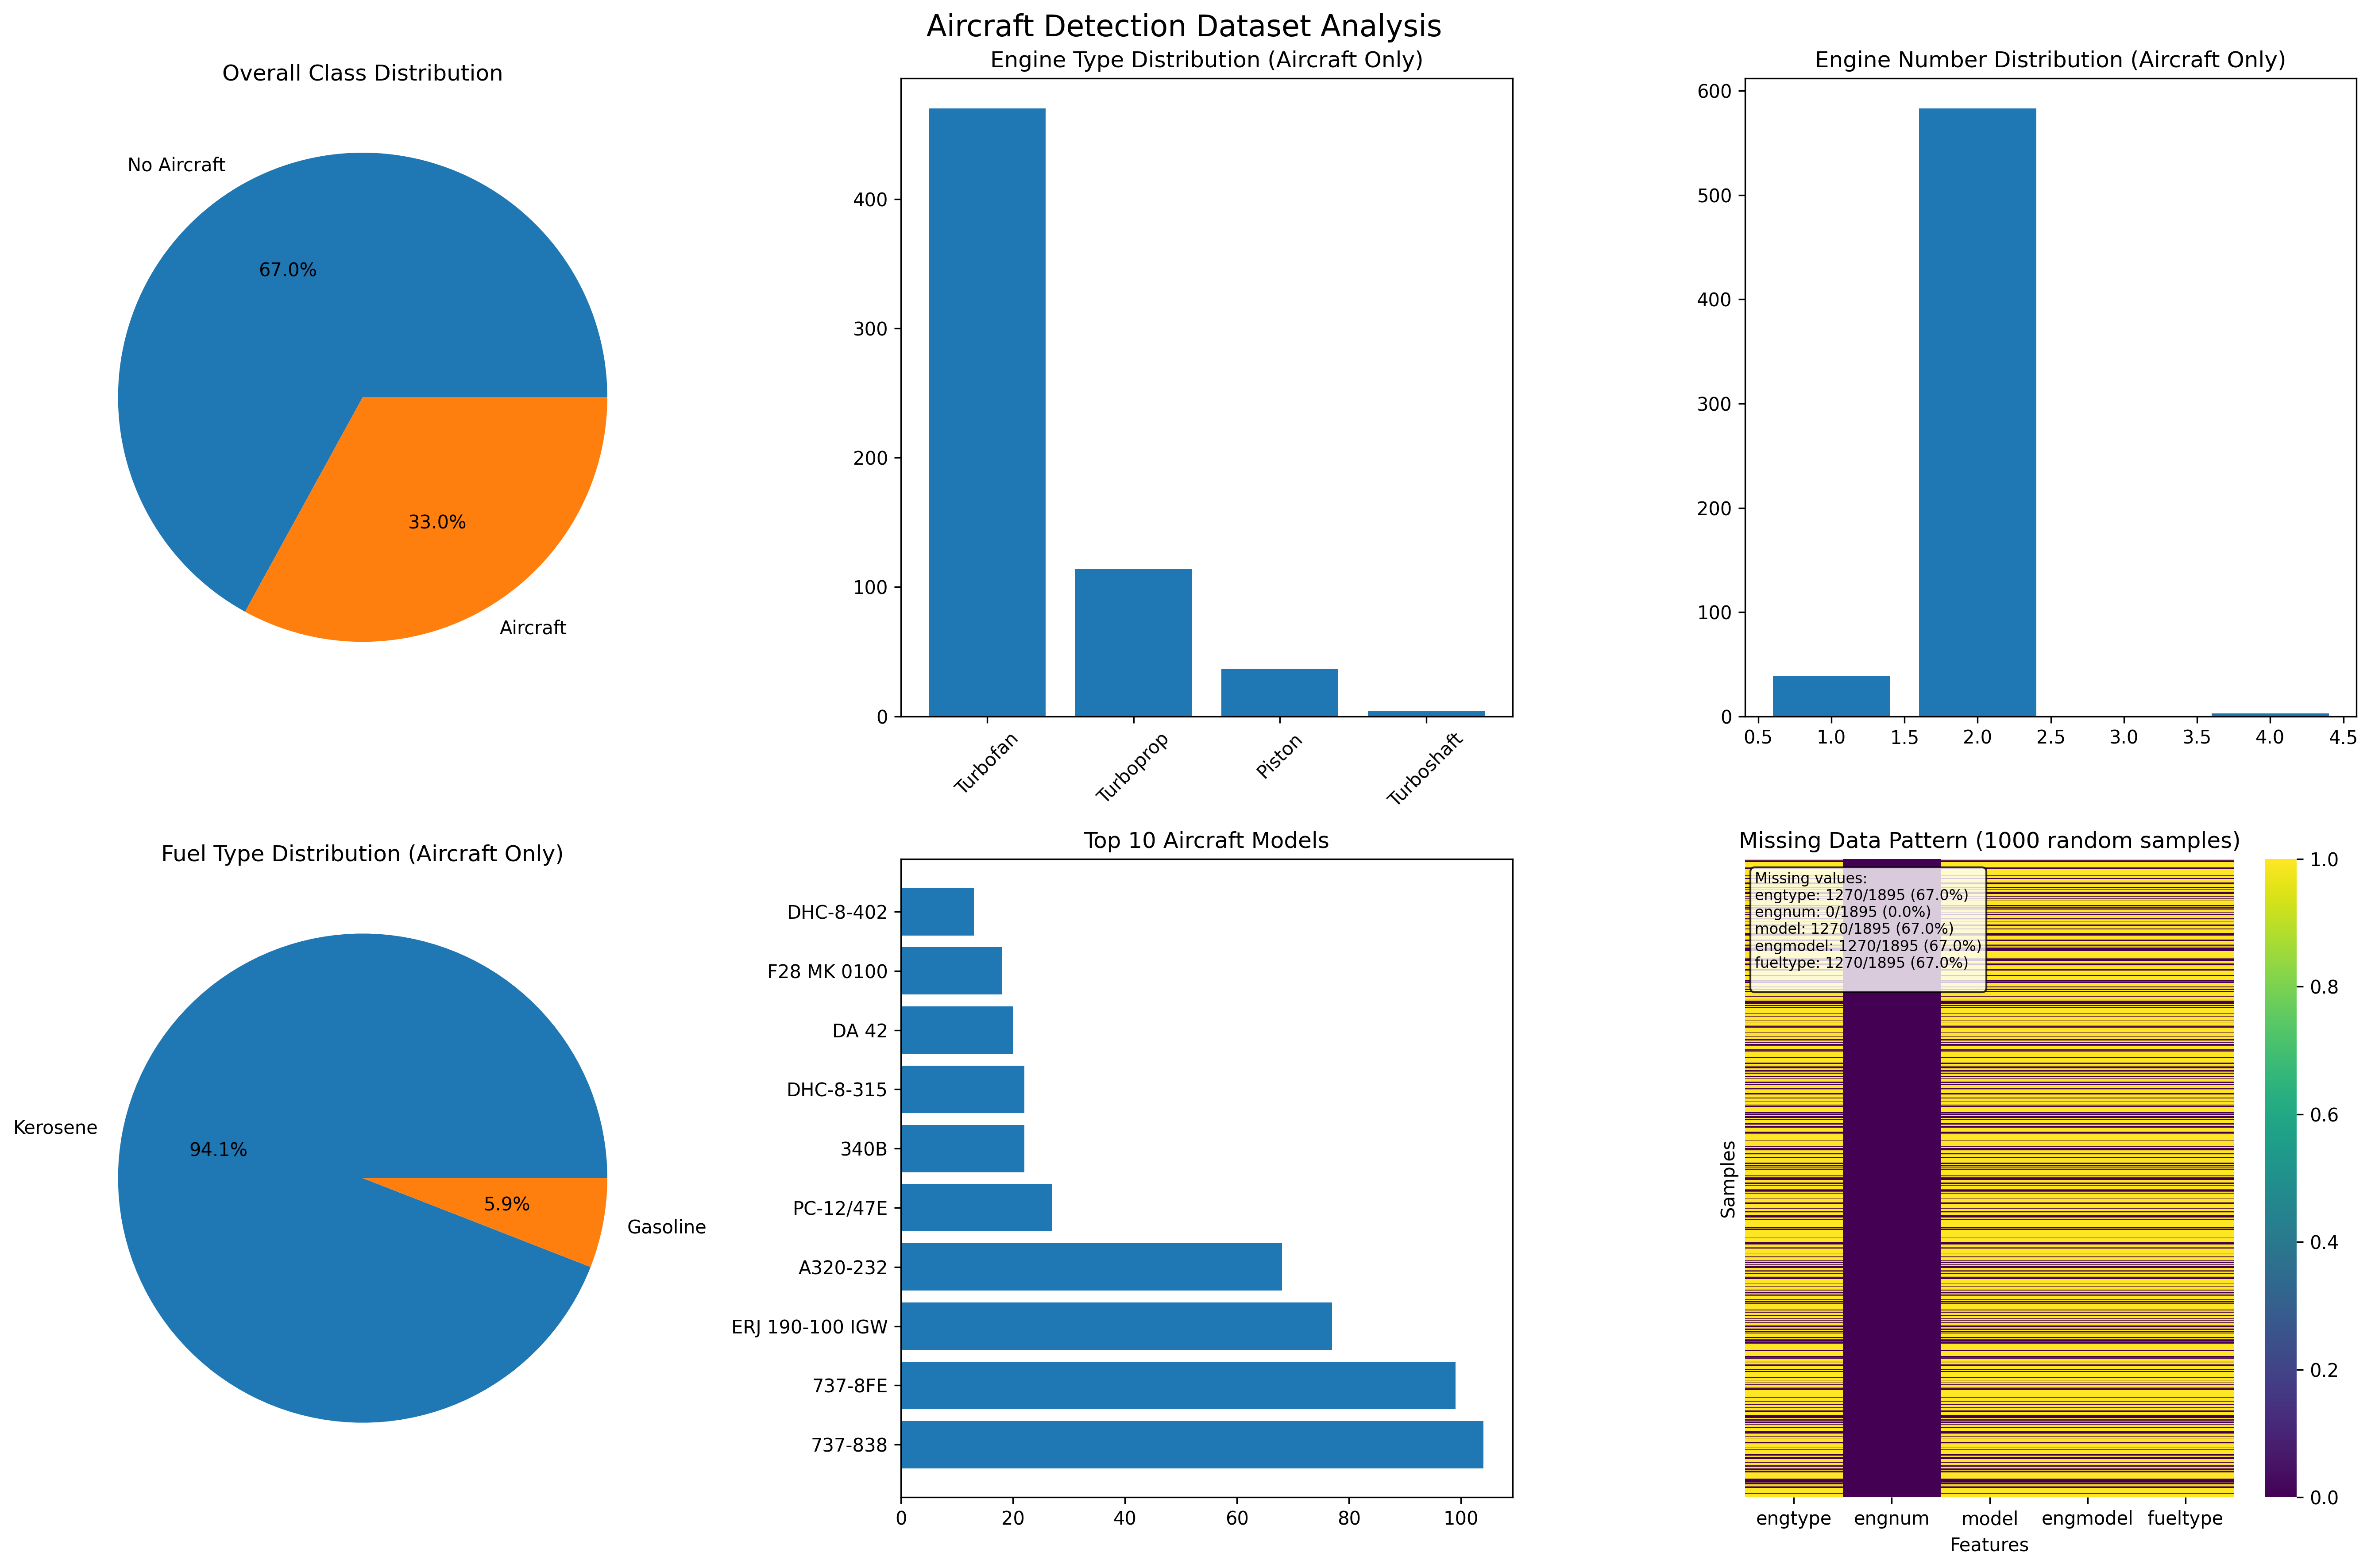 Aircraft Detection Dataset Analysis
Overall Class Distribution
No Aircraft
67.0%
33.0%
Aircraft
Engine Type Distribution (Aircraft Only)
400
300
200
100
0
Turbofan
Turboprop
Piston
Turboshaft
Engine Number Distribution (Aircraft Only)
600
500
400
300
200
100
0
0.5 1.0 1.5 2.0 2.5 3.0 3.5 4.0 4.5
Fuel Type Distribution (Aircraft Only)
Kerosene
94.1%
5.9%
Gasoline
Top 10 Aircraft Models
DHC-8-402
F28 MK 0100
DA 42
DHC-8-315
340B
PC-12/47E
A320-232
ERJ 190-100 IGW
737-8FE
737-838
0 20 40 60 80 100
Missing Data Pattern (1000 random samples)
Missing values:
engtype: 1270/1895 (67.0%)
engnum: 0/1895 (0.0%)
model: 1270/1895 (67.0%)
engmodel: 1270/1895 (67.0%)
fueltype: 1270/1895 (67.0%)
Samples
engtype engnum model engmodel fueltype
Features
1.0
0.8
0.6
0.4
0.2
0.0